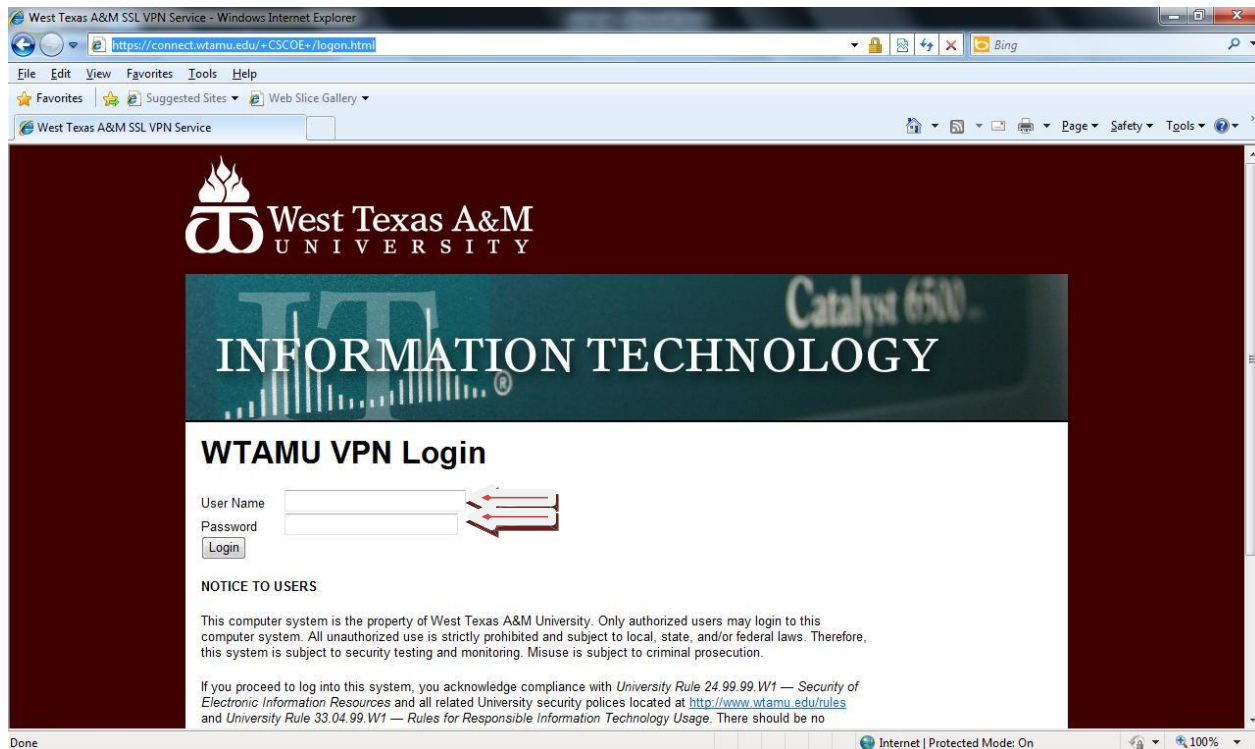 West Texas A&M SSL VPN Service - Windows Internet Explorer
https://connect.wtamu.edu/+CSCOE+/logon.html
Bing
File Edit View Favorites Tools Help
Favorites Suggested Sites Web Slice Gallery
West Texas A&M SSL VPN Service
Page Safety Tools
West Texas A&M
UNIVERSITY
IT
Catalyst 6500
INFORMATION TECHNOLOGY
®
WTAMU VPN Login
User Name
Password
Login
NOTICE TO USERS
This computer system is the property of West Texas A&M University. Only authorized users may login to this
computer system. All unauthorized use is strictly prohibited and subject to local, state, and/or federal laws. Therefore,
this system is subject to security testing and monitoring. Misuse is subject to criminal prosecution.
If you proceed to log into this system, you acknowledge compliance with University Rule 24.99.99.W1 — Security of
Electronic Information Resources and all related University security polices located at http://www.wtamu.edu/rules
and University Rule 33.04.99.W1 — Rules for Responsible Information Technology Usage. There should be no
Done
Internet | Protected Mode: On
100%